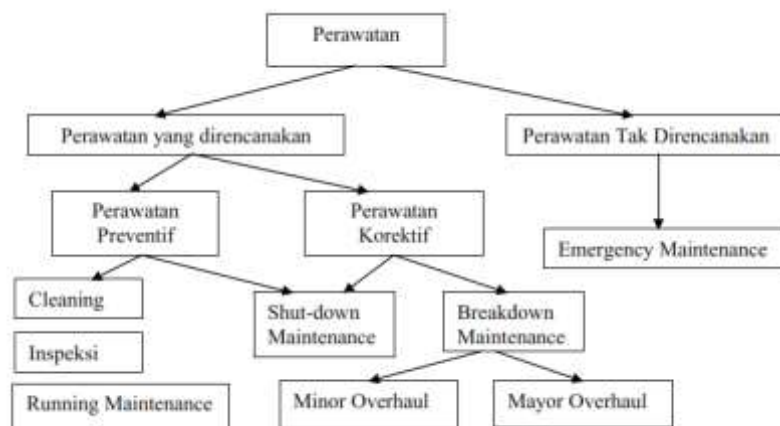 Perawatan
Perawatan yang direncanakan
Perawatan Tak Direncanakan
Perawatan
Preventif
Perawatan
Korektif
Emergency Maintenance
Cleaning
Shut-down
Maintenance
Breakdown
Maintenance
Inspeksi
Running Maintenance
Minor Overhaul
Mayor Overhaul